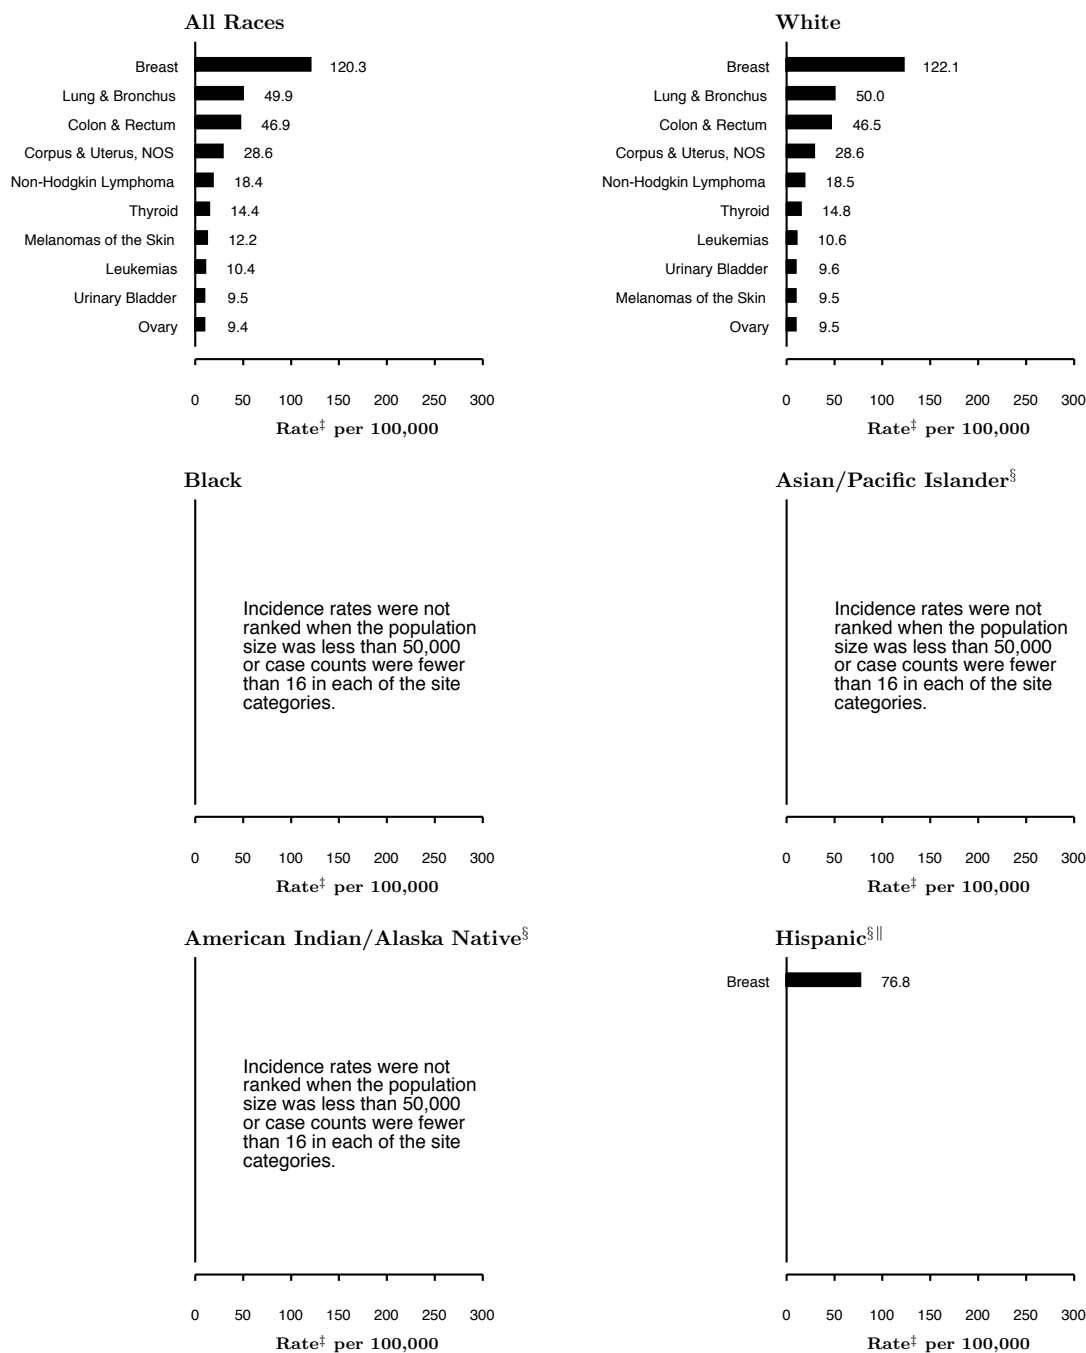 All Races
Breast 120.3
Lung & Bronchus 49.9
Colon & Rectum 46.9
Corpus & Uterus, NOS 28.6
Non-Hodgkin Lymphoma 18.4
Thyroid 14.4
Melanomas of the Skin 12.2
Leukemias 10.4
Urinary Bladder 9.5
Ovary 9.4
0 50 100 150 200 250 300
Rate‡ per 100,000
White
Breast 122.1
Lung & Bronchus 50.0
Colon & Rectum 46.5
Corpus & Uterus, NOS 28.6
Non-Hodgkin Lymphoma 18.5
Thyroid 14.8
Leukemias 10.6
Urinary Bladder 9.6
Melanomas of the Skin 9.5
Ovary 9.5
0 50 100 150 200 250 300
Rate‡ per 100,000
Black
Incidence rates were not
ranked when the population
size was less than 50,000
or case counts were fewer
than 16 in each of the site
categories.
0 50 100 150 200 250 300
Rate‡ per 100,000
Asian/Pacific Islander§
Incidence rates were not
ranked when the population
size was less than 50,000
or case counts were fewer
than 16 in each of the site
categories.
0 50 100 150 200 250 300
Rate‡ per 100,000
American Indian/Alaska Native§
Incidence rates were not
ranked when the population
size was less than 50,000
or case counts were fewer
than 16 in each of the site
categories.
0 50 100 150 200 250 300
Rate‡ per 100,000
Hispanic§‖
Breast 76.8
0 50 100 150 200 250 300
Rate‡ per 100,000